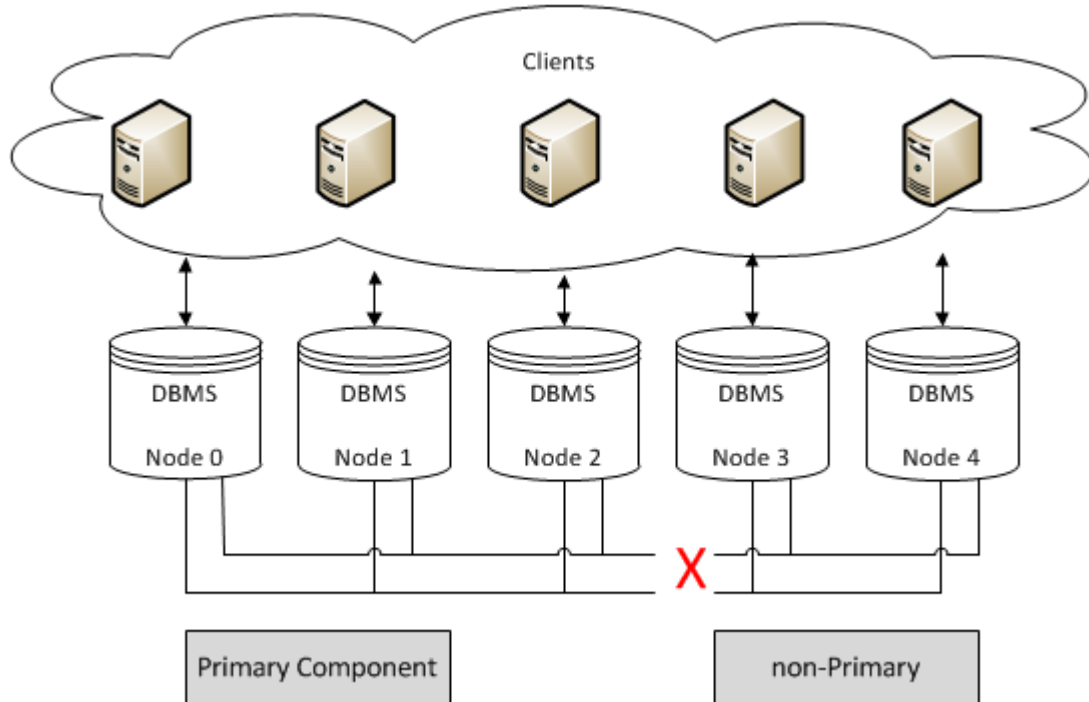 Clients
DBMS
DBMS
DBMS
DBMS
DBMS
Node 0
Node 1
Node 2
Node 3
Node 4
X
Primary Component
non-Primary